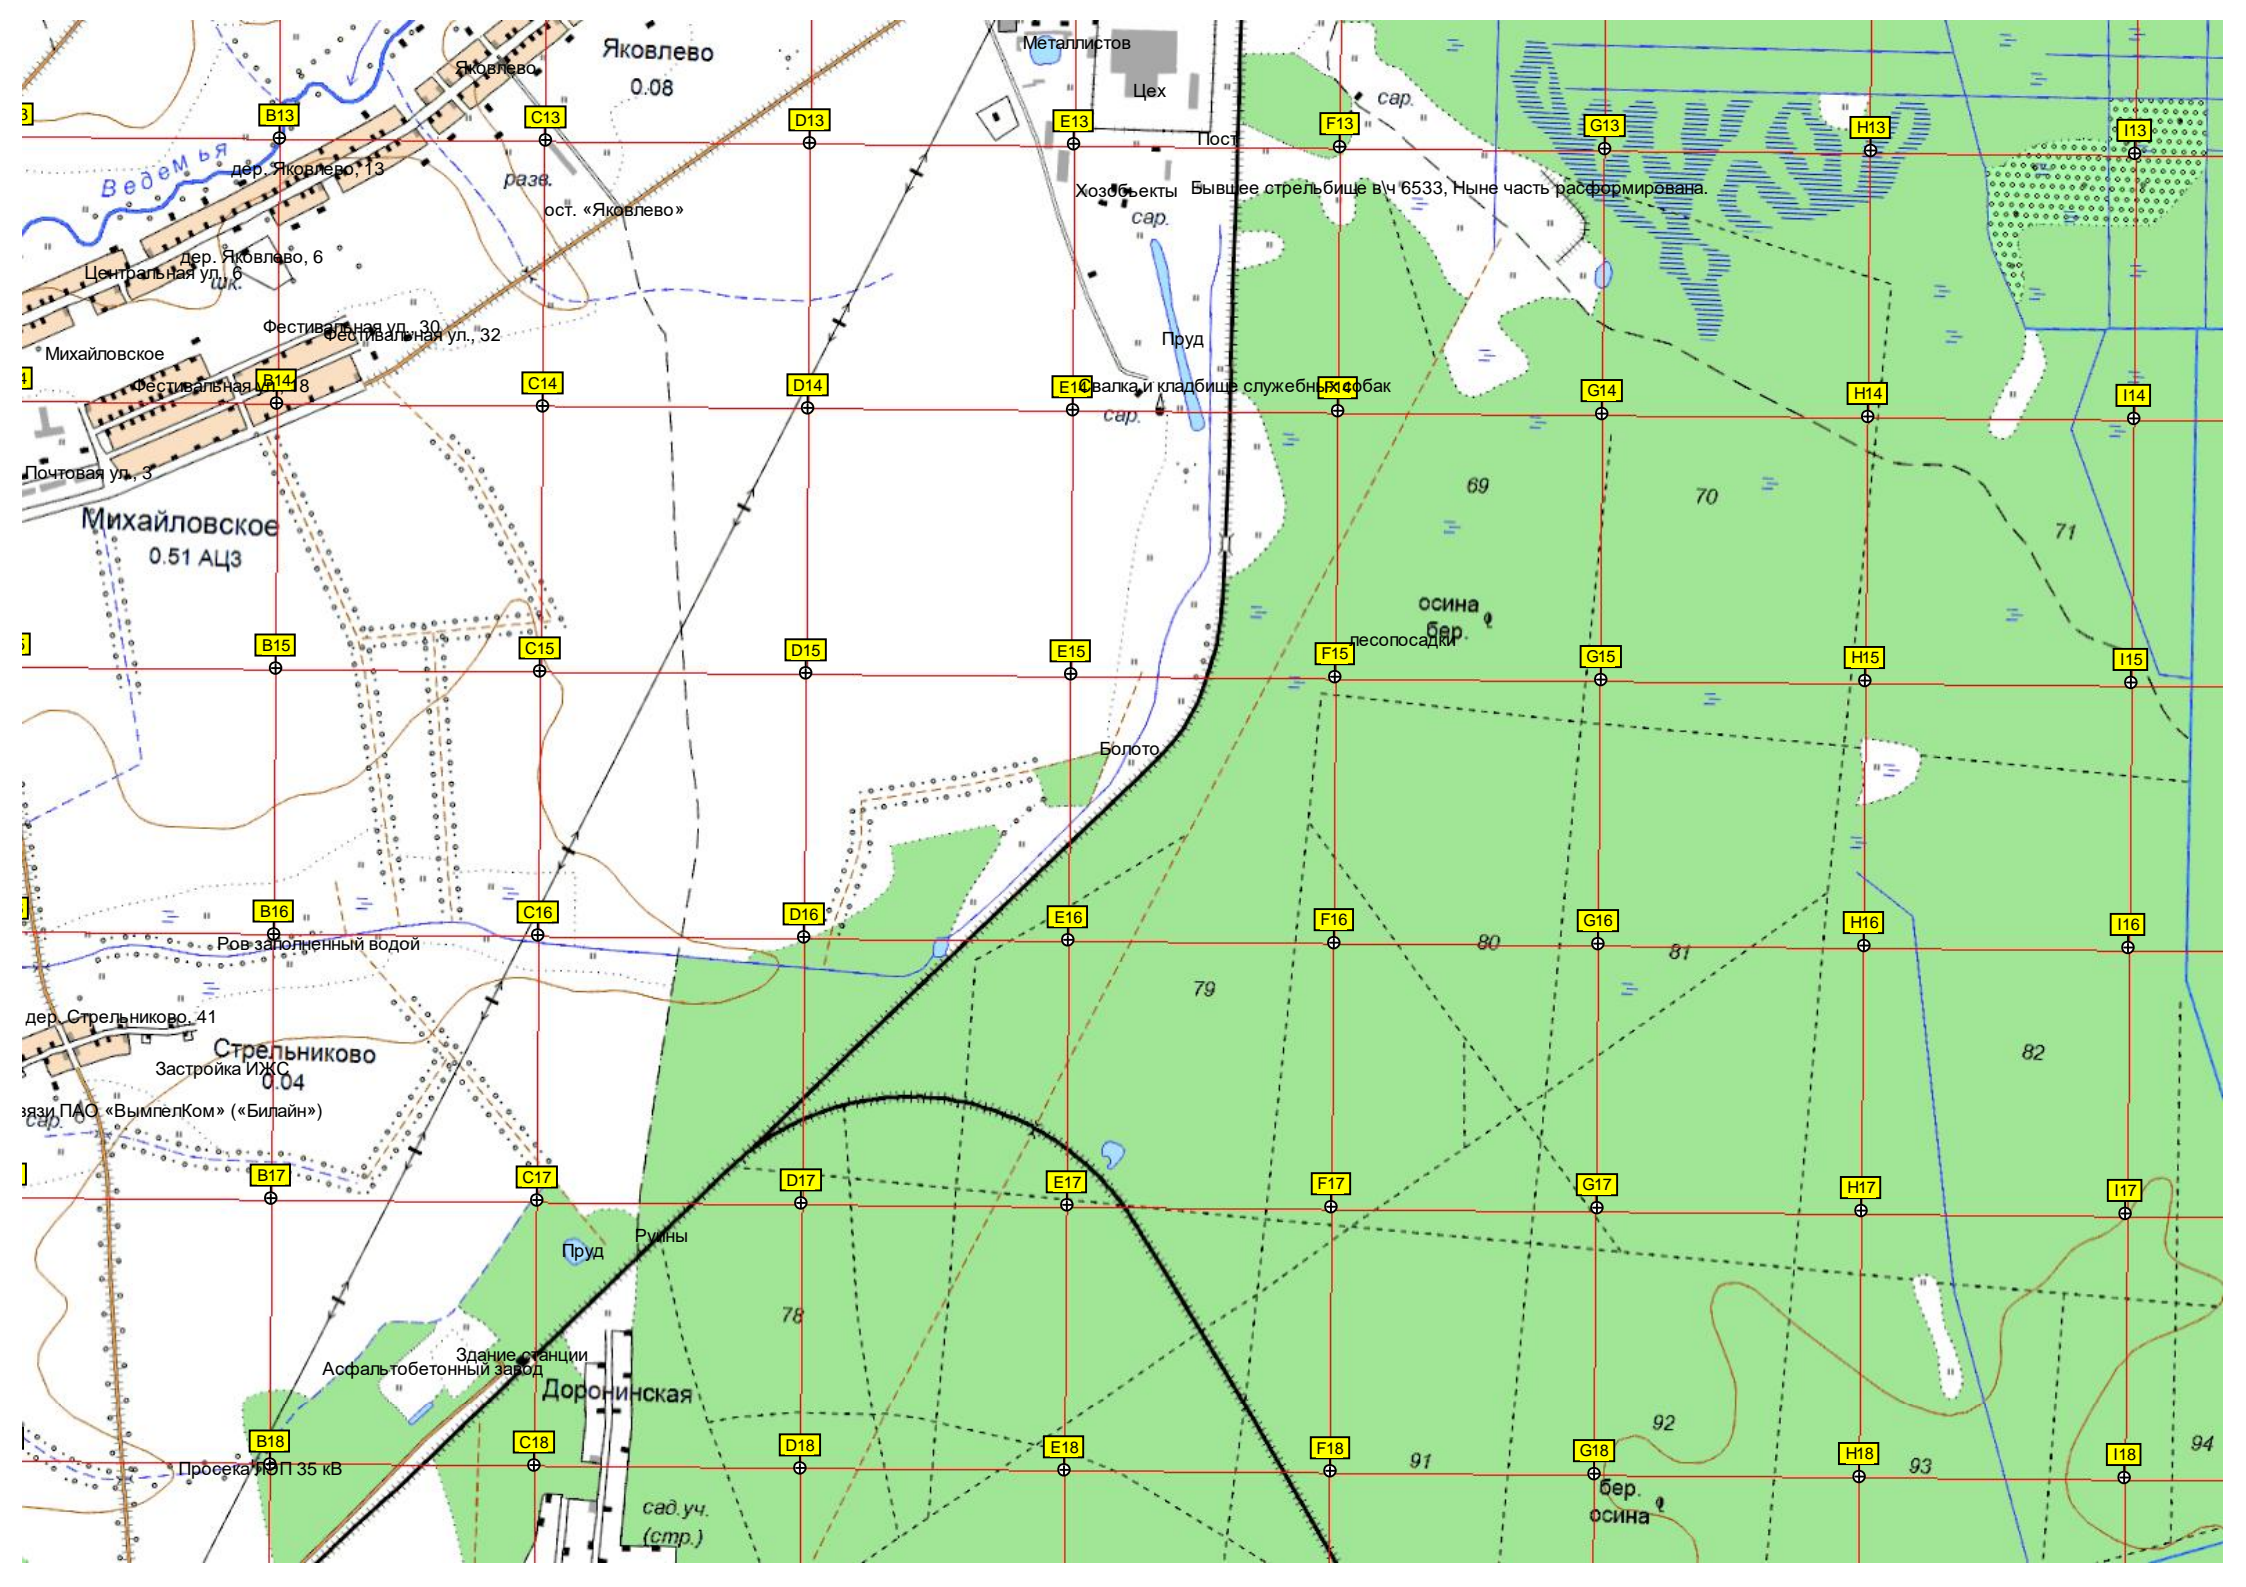 Яковлево
0.08
Яковлево
Металлистов
Цех
сар.
3
B13
C13
D13
E13
F13
G13
H13
I13
Пост
Ведемья
дер. Яковлево, 13
разв.
ост. «Яковлево»
Хозобъекты
Бывшее стрельбище в\ч 6533, Ныне часть расформирована.
сар.
дер. Яковлево, 6
Центральная ул., 6
шк.
Фестивальная ул., 30
Фестивальная ул., 32
Михайловское
Пруд
4
Фестивальная ул., 18
B14
C14
D14
E14
Свалка и кладбище служебных собак
F14
G14
H14
I14
сар.
Почтовая ул., 3
69
70
71
Михайловское
0.51 АЦЗ
осина
бер.
лесопосадки
5
B15
C15
D15
E15
F15
G15
H15
I15
Болото
B16
C16
D16
E16
F16
G16
H16
I16
Ров заполненный водой
80
81
79
дер. Стрельниково, 41
Стрельниково
0.04
Застройка ИЖС
82
вязи ПАО «ВымпелКом» («Билайн»)
сар.
B17
C17
D17
E17
F17
G17
H17
I17
Руины
Пруд
78
Здание станции
Асфальтобетонный завод
Доронинская
92
94
B18
C18
D18
E18
F18
G18
H18
I18
Просека ЛЭП 35 кВ
91
93
бер.
осина
сад.уч.
(стр.)